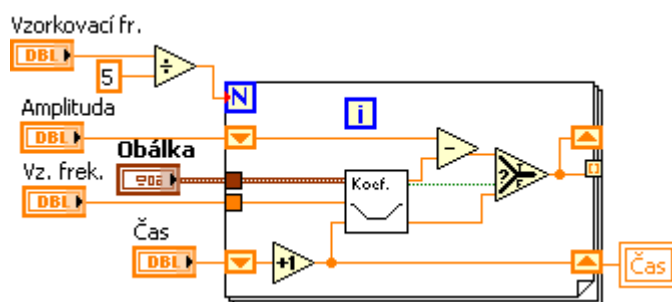 Vzorkovací fr.
DBL
5
÷
N
i
Amplituda
DBL
Obálka
Vz. frek.
DBL
Koef.
-
?
T
F
[]
Čas
DBL
+1
Čas